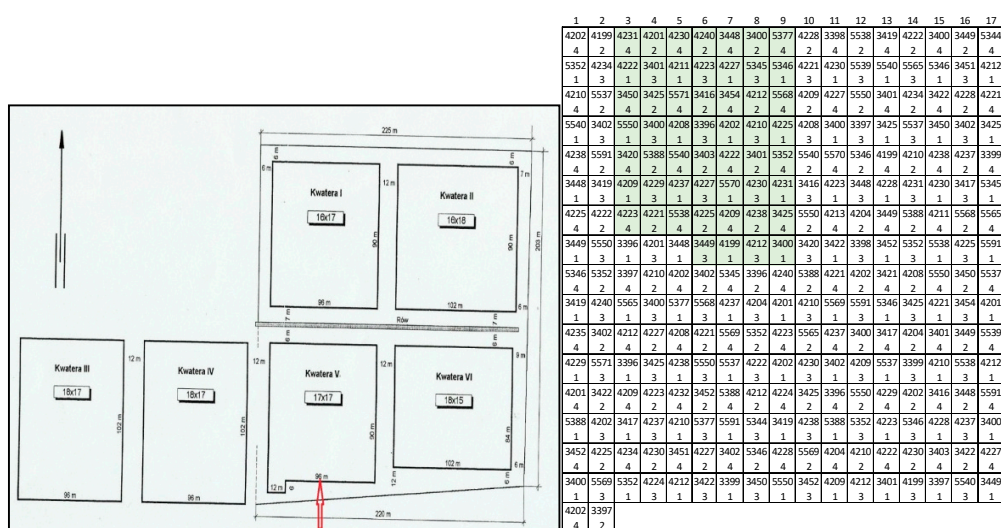 225 m
6 m
6 m
6 m
7 m
12 m
Kwatera I
16x17
90 m
96 m
Kwatera II
16x18
90 m
102 m
6 m
203 m
7 m
7 m
Rów
6 m
6 m
Kwatera III
18x17
102 m
96 m
12 m
Kwatera IV
18x17
102 m
96 m
12 m
Kwatera V
17x17
90 m
96 m
12 m
6
12 m
Kwatera VI
18x15
84 m
102 m
9 m
6 m
12 m
220 m
1 2 3 4 5 6 7 8 9 10 11 12 13 14 15 16 17
4202 4199 4231 4201 4230 4240 3448 3400 5377 4228 3398 5538 3419 4222 3400 3449 5344
4 2 4 2 4 2 4 2 4 2 4 2 4 2 4 2 4
5352 4234 4222 3401 4211 4223 4227 5345 5346 4221 4230 5539 5540 5565 5346 3451 4212
1 3 1 3 1 3 1 3 1 3 1 3 1 3 1 3 1
4210 5537 3450 3425 5571 3416 3454 4212 5568 4209 4227 5550 3401 4234 3422 4228 4221
4 2 4 2 4 2 4 2 4 2 4 2 4 2 4 2 4
5540 3402 5550 3400 4208 3396 4202 4210 4225 4208 3400 3397 3425 5537 3450 3402 3425
1 3 1 3 1 3 1 3 1 3 1 3 1 3 1 3 1
4238 5591 3420 5388 5540 3403 4222 3401 5352 5540 5570 5346 4199 4210 4238 4237 3399
4 2 4 2 4 2 4 2 4 2 4 2 4 2 4 2 4
3448 3419 4209 4229 4237 4227 5570 4230 4231 3416 4223 3448 4228 4231 4230 3417 5345
1 3 1 3 1 3 1 3 1 3 1 3 1 3 1 3 1
4225 4222 4223 4221 5538 4225 4209 4238 3425 5550 4213 4204 3449 5388 4211 5568 5565
4 2 4 2 4 2 4 2 4 2 4 2 4 2 4 2 4
3449 5550 3396 4201 3448 3449 4199 4212 3400 3420 3422 3398 3452 5352 5538 4225 5591
1 3 1 3 1 3 1 3 1 3 1 3 1 3 1 3 1
5346 5352 3397 4210 4202 3402 5345 3396 4240 5388 4221 4202 3421 4208 5550 3450 5537
4 2 4 2 4 2 4 2 4 2 4 2 4 2 4 2 4
3419 4240 5565 3400 5377 5568 4237 4204 4201 4210 5569 5591 5346 3425 4221 3454 4201
1 3 1 3 1 3 1 3 1 3 1 3 1 3 1 3 1
4235 3402 4212 4227 4208 4221 5569 5352 4223 5565 4237 3400 3417 4204 3401 3449 5539
4 2 4 2 4 2 4 2 4 2 4 2 4 2 4 2 4
4229 5571 3396 3425 4238 5550 5537 4222 4202 4230 3402 4209 5537 3399 4210 5538 4212
1 3 1 3 1 3 1 3 1 3 1 3 1 3 1 3 1
4201 3422 4209 4223 4232 3452 5388 4212 4224 3425 3396 5550 4229 4202 3416 3448 5591
4 2 4 2 4 2 4 2 4 2 4 2 4 2 4 2 4
5388 4202 3417 4237 4210 5377 5591 5344 3419 4238 5388 5352 4223 5346 4228 4237 3400
1 3 1 3 1 3 1 3 1 3 1 3 1 3 1 3 1
3452 4225 4234 4230 3451 4227 3402 5346 4228 5569 4204 4210 4222 4230 3403 3422 4227
4 2 4 2 4 2 4 2 4 2 4 2 4 2 4 2 4
3400 5569 5352 4224 4212 3422 3399 3450 5550 3452 4209 4212 3401 4199 3397 5540 3449
1 3 1 3 1 3 1 3 1 3 1 3 1 3 1 3 1
4202 3397
4 2